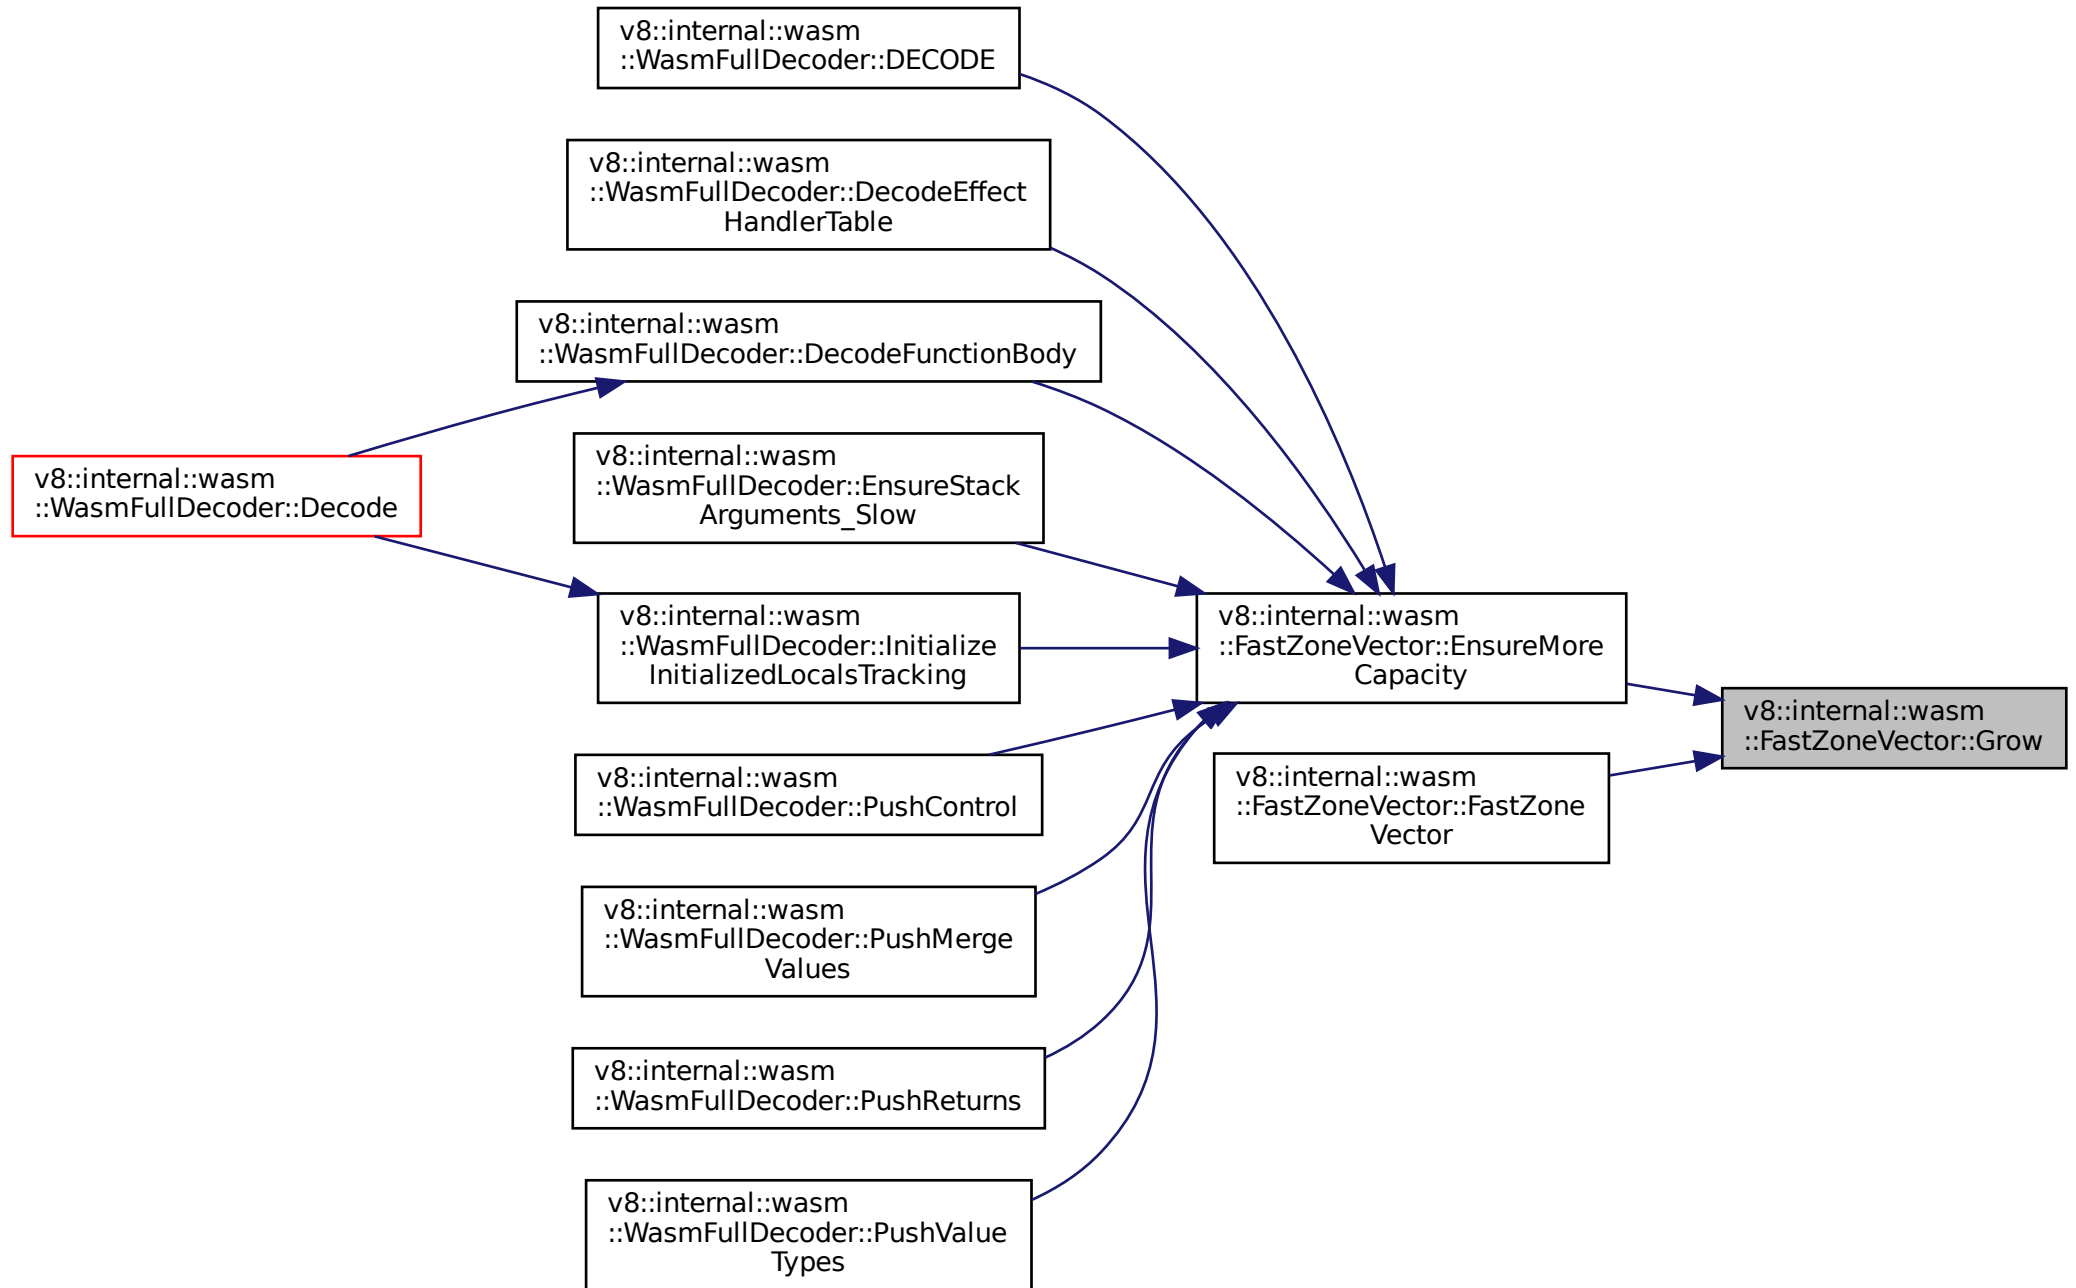 v8::internal::wasm
::WasmFullDecoder::DECODE
v8::internal::wasm
::WasmFullDecoder::DecodeEffect
HandlerTable
v8::internal::wasm
::WasmFullDecoder::DecodeFunctionBody
v8::internal::wasm
::WasmFullDecoder::Decode
v8::internal::wasm
::WasmFullDecoder::EnsureStack
Arguments_Slow
v8::internal::wasm
::WasmFullDecoder::Initialize
InitializedLocalsTracking
v8::internal::wasm
::FastZoneVector::EnsureMore
Capacity
v8::internal::wasm
::FastZoneVector::Grow
v8::internal::wasm
::WasmFullDecoder::PushControl
v8::internal::wasm
::FastZoneVector::FastZone
Vector
v8::internal::wasm
::WasmFullDecoder::PushMerge
Values
v8::internal::wasm
::WasmFullDecoder::PushReturns
v8::internal::wasm
::WasmFullDecoder::PushValue
Types